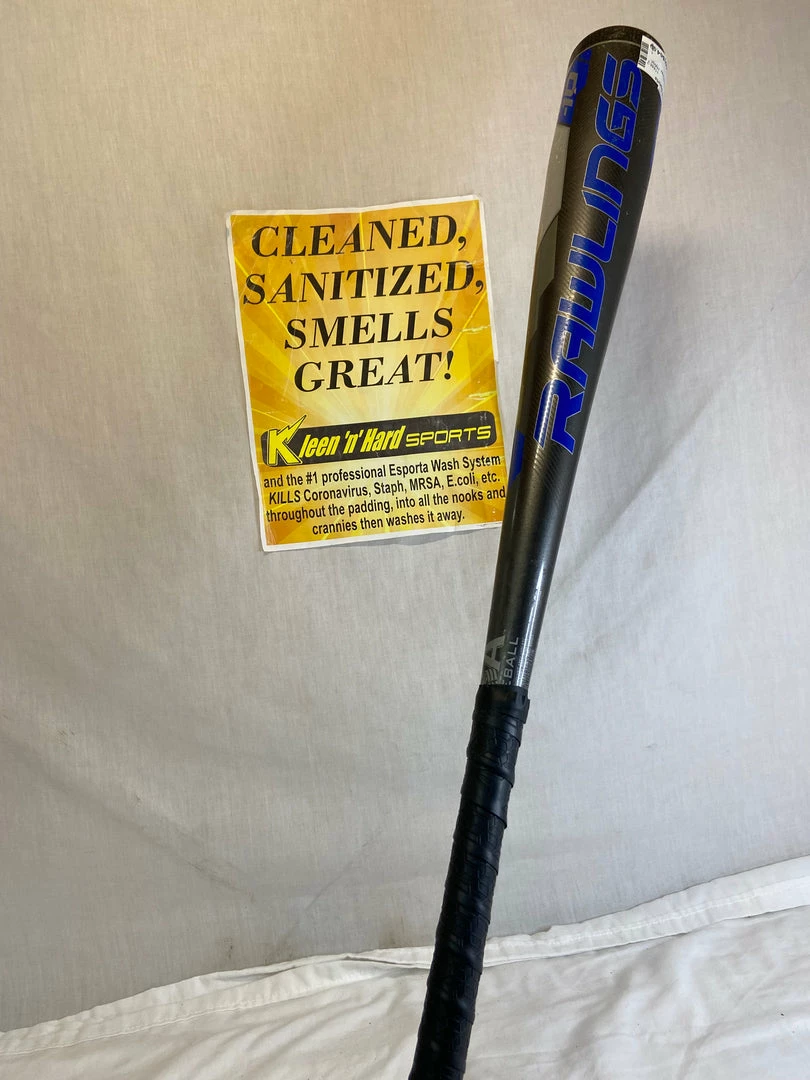 CLEANED,
SANITIZED,
SMELLS
GREAT!
Kleen 'n' Hard SPORTS
and the #1 professional Esporta Wash System
KILLS Coronavirus, Staph, MRSA, E.coli, etc.
throughout the padding, into all the nooks and
crannies then washes it away.
RAWLINGS